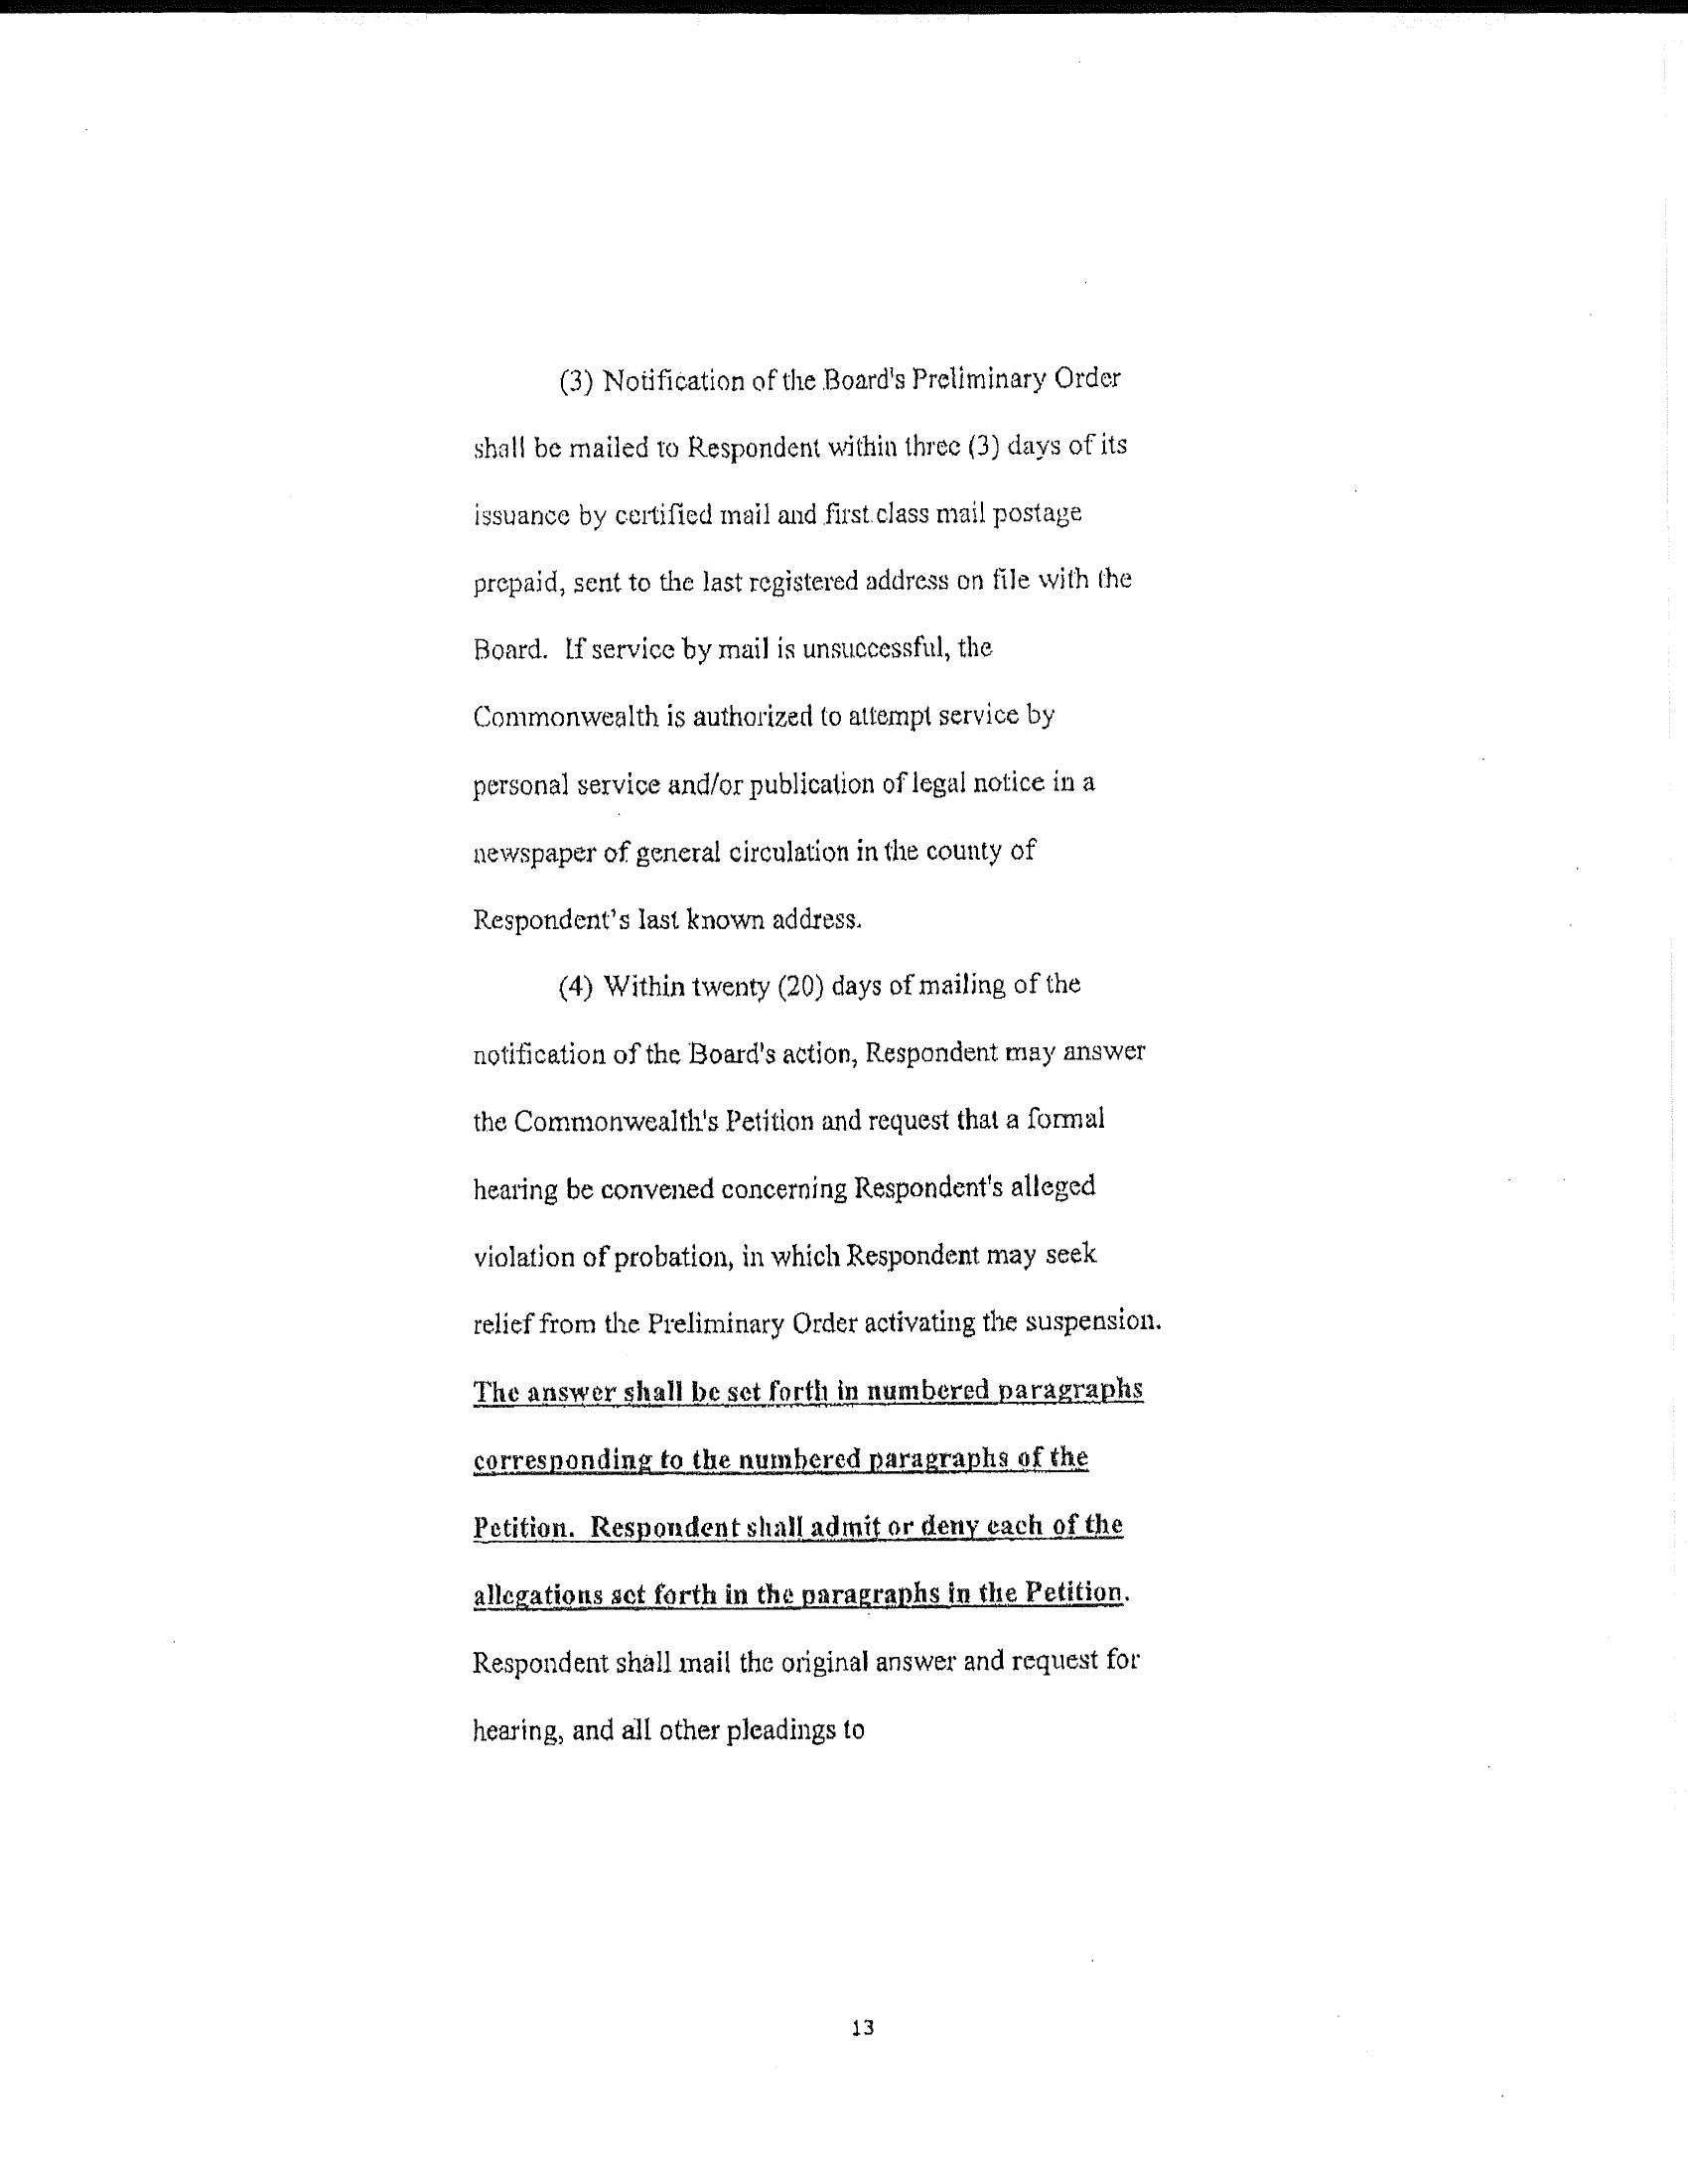 (3) Notification of the Board's Preliminary Order
shall be mailed to Respondent within three (3) days of its
issuance by certified mail and first class mail postage
prepaid, sent to the last registered address on file with the
Board.  If service by mail is unsuccessful, the
Commonwealth is authorized to attempt service by
personal service and/or publication of legal notice in a
newspaper of general circulation in the county of
Respondent's last known address.
(4) Within twenty (20) days of mailing of the
notification of the Board's action, Respondent may answer
the Commonwealth's Petition and request that a formal
hearing be convened concerning Respondent's alleged
violation of probation, in which Respondent may seek
relief from the Preliminary Order activating the suspension.
The answer shall be set forth in numbered paragraphs
corresponding to the numbered paragraphs of the
Petition.  Respondent shall admit or deny each of the
allegations set forth in the paragraphs in the Petition.
Respondent shall mail the original answer and request for
hearing, and all other pleadings to
13